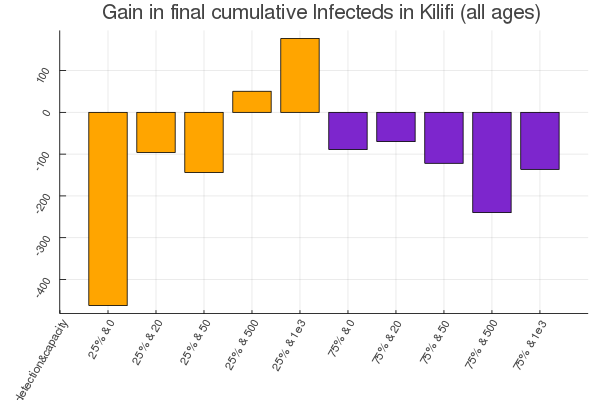 Gain in final cumulative Infecteds in Kilifi (all ages)
100
0
-100
-200
-300
-400
detection&capacity
25% & 0
25% & 20
25% & 50
25% & 500
25% & 1e3
75% & 0
75% & 20
75% & 50
75% & 500
75% & 1e3